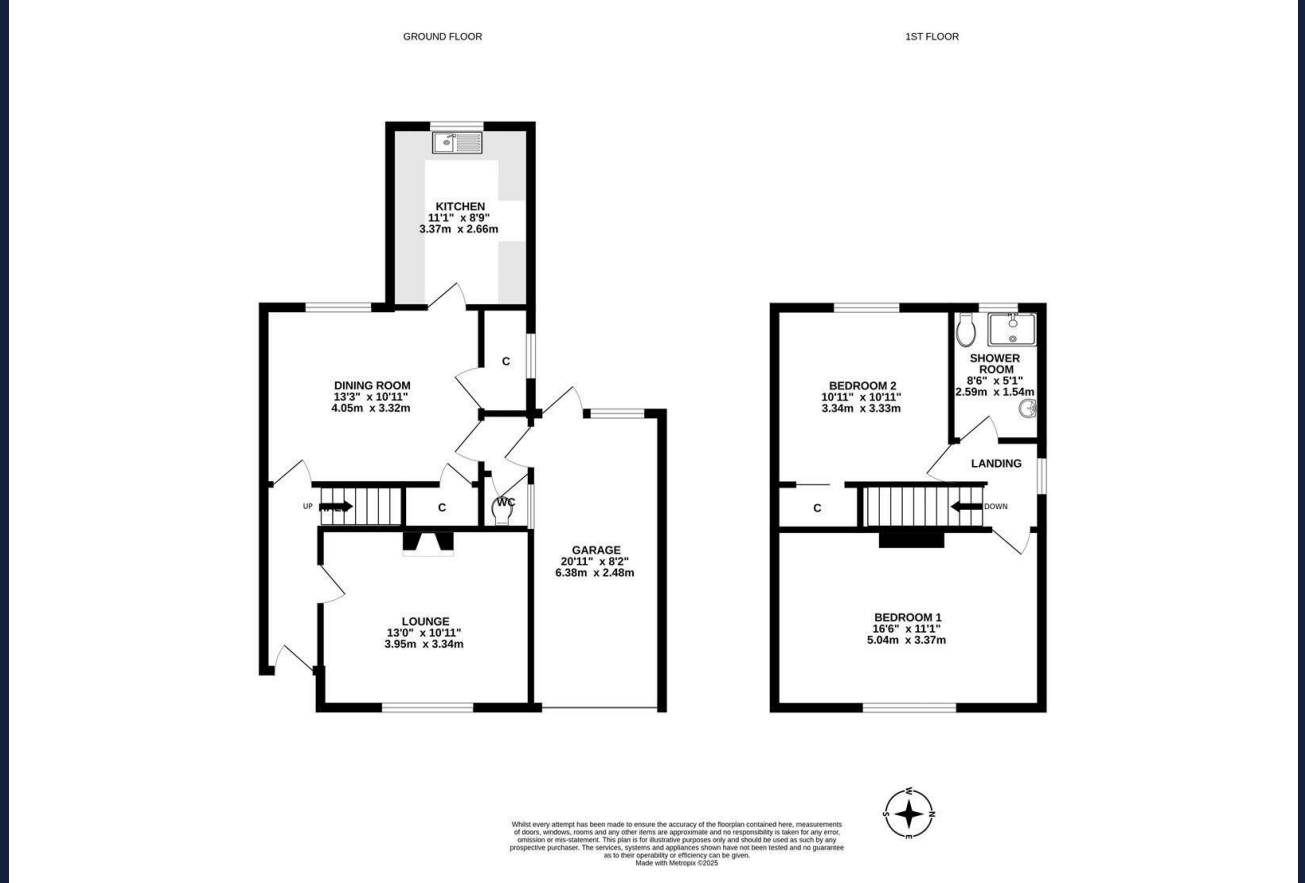 GROUND FLOOR
1ST FLOOR
KITCHEN
11'1" x 8'9"
3.37m x 2.66m
DINING ROOM
13'3" x 10'11"
4.05m x 3.32m
C
UP
C
WC
LOUNGE
13'0" x 10'11"
3.95m x 3.34m
GARAGE
20'11" x 8'2"
6.38m x 2.48m
BEDROOM 2
10'11" x 10'11"
3.34m x 3.33m
SHOWER
ROOM
8'6" x 5'1"
2.59m x 1.54m
LANDING
C
DOWN
BEDROOM 1
16'6" x 11'1"
5.04m x 3.37m
W
S
N
E
Whilst every attempt has been made to ensure the accuracy of the floorplan contained here, measurements
of doors, windows, rooms and any other items are approximate and no responsibility is taken for any error,
omission or mis-statement. This plan is for illustrative purposes only and should be used as such by any
prospective purchaser. The services, systems and appliances shown have not been tested and no guarantee
as to their operability or efficiency can be given.
Made with Metropix ©2025